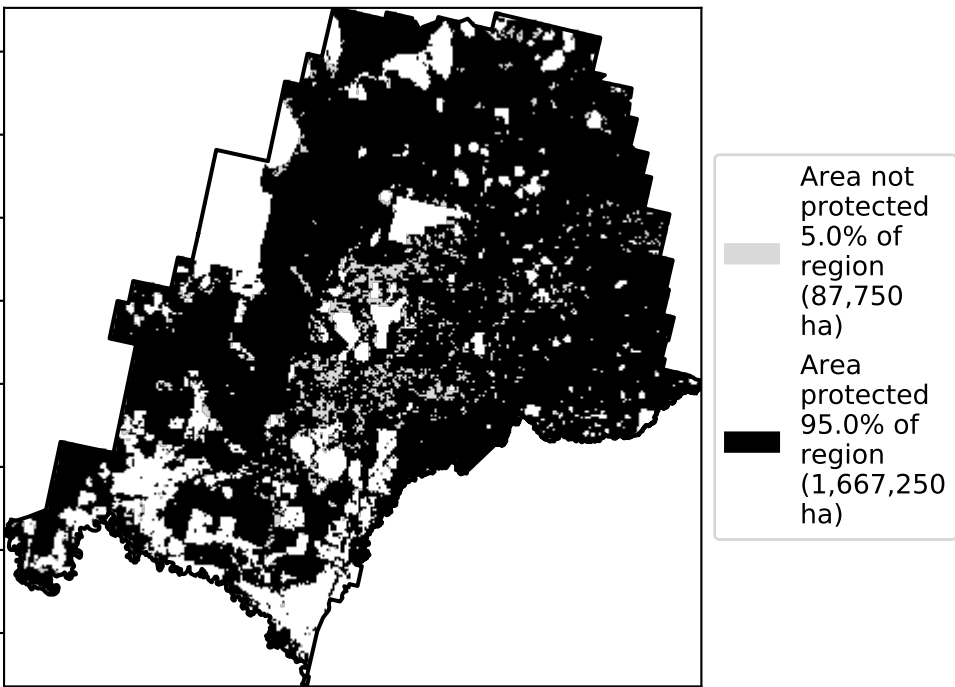 Area not
protected
5.0% of
region
(87,750
ha)
Area
protected
95.0% of
region
(1,667,250
ha)